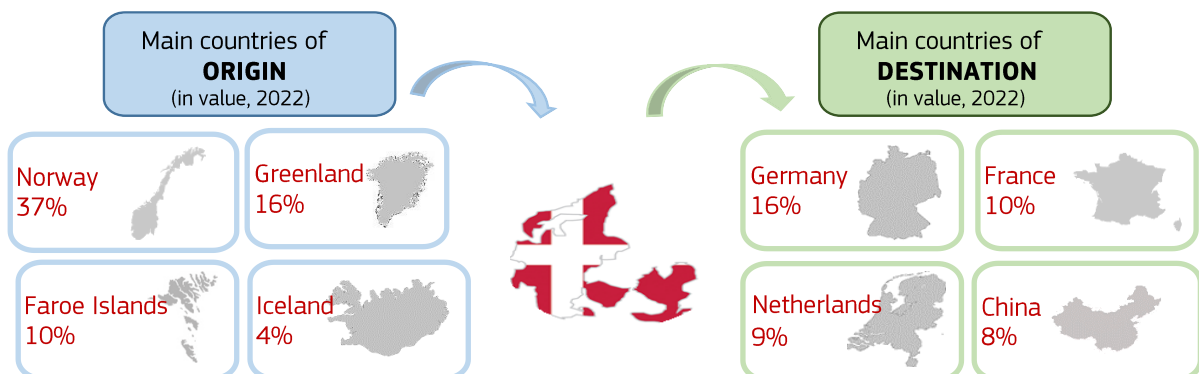 Main countries of
ORIGIN
(in value, 2022)
Main countries of
DESTINATION
(in value, 2022)
Norway
37%
Greenland
16%
Faroe Islands
10%
Iceland
4%
Germany
16%
France
10%
Netherlands
9%
China
8%